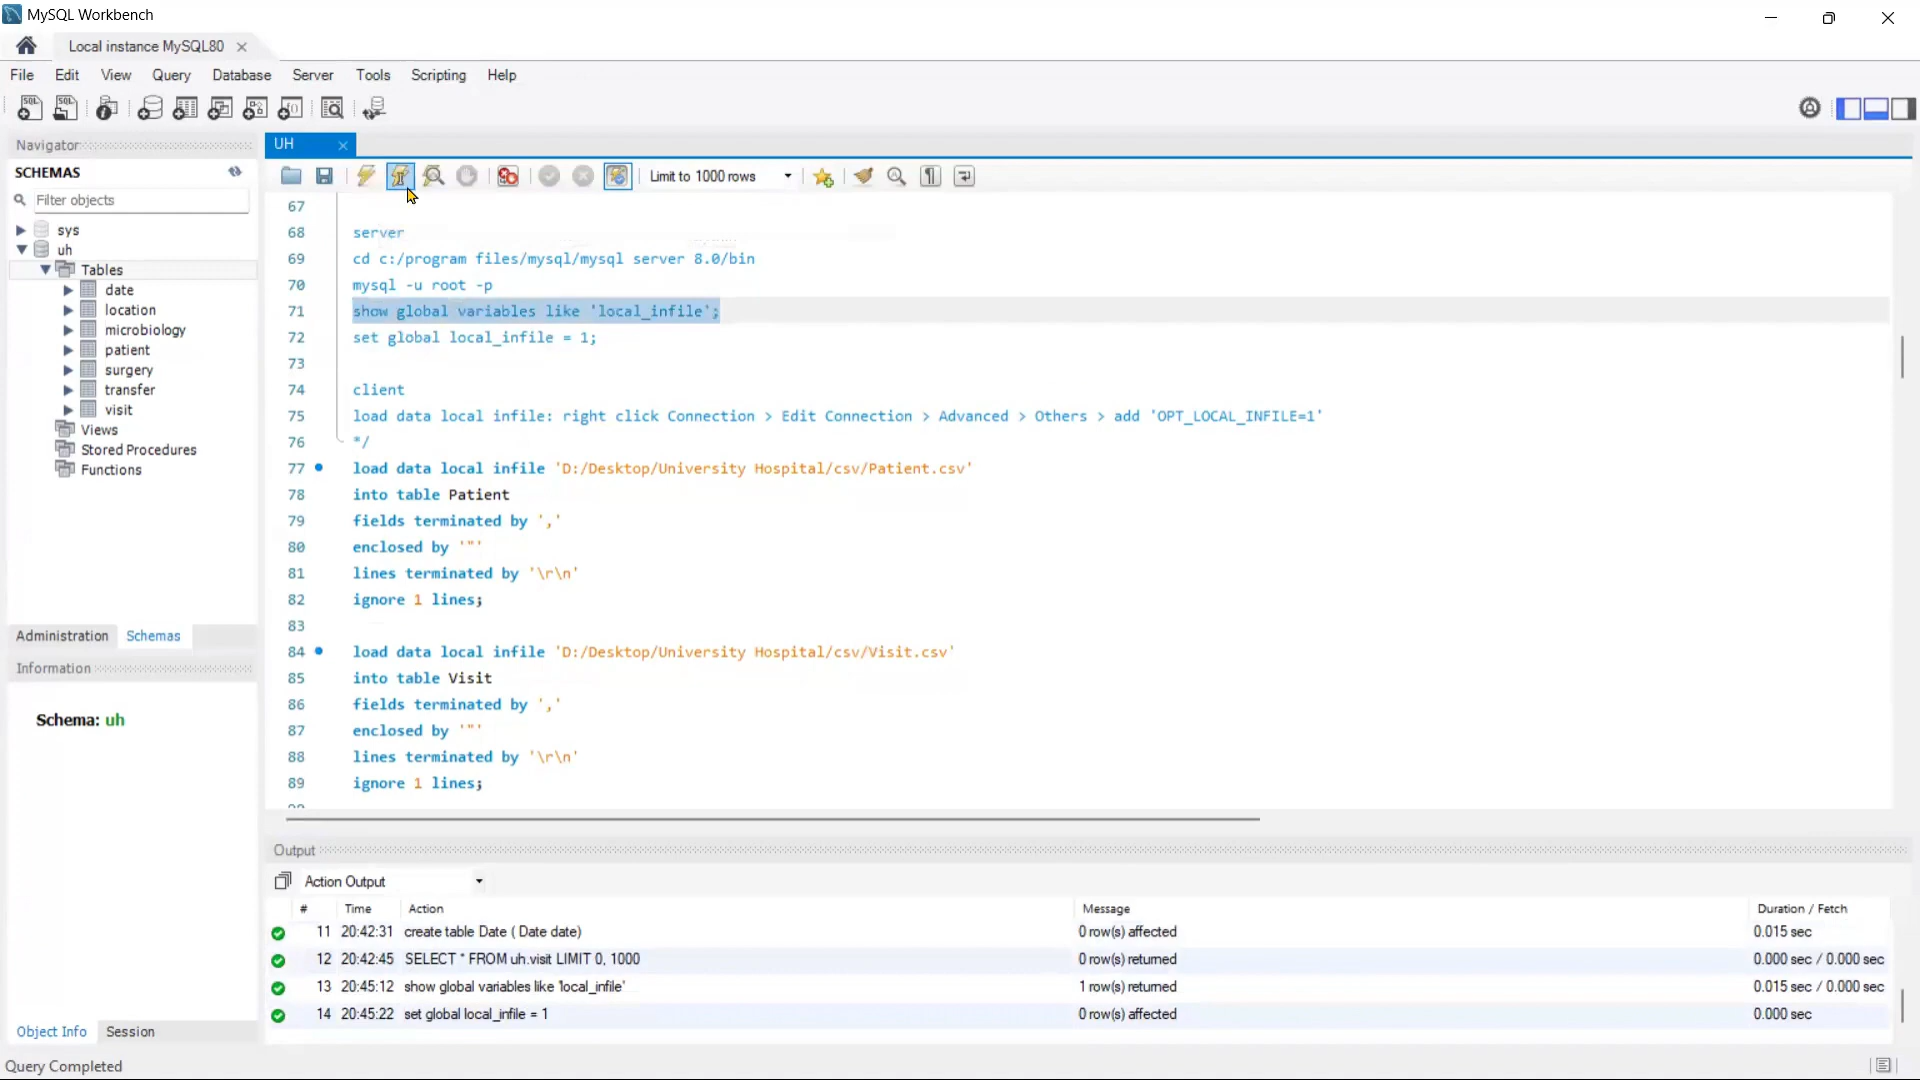 MySQL Workbench
Local instance MySQL80
File Edit View Query Database Server Tools Scripting Help
Navigator
SCHEMAS
Filter objects
sys
uh
Tables
date
location
microbiology
patient
surgery
transfer
visit
Views
Stored Procedures
Functions
Administration Schemas
Information
Schema: uh
Object Info Session
UH
Limit to 1000 rows
67
68 server
69 cd c:/program files/mysql/mysql server 8.0/bin
70 mysql -u root -p
71 show global variables like 'local_infile';
72 set global local_infile = 1;
73
74 client
75 load data local infile: right click Connection > Edit Connection > Advanced > Others > add 'OPT_LOCAL_INFILE=1'
76 */
77 load data local infile 'D:/Desktop/University Hospital/csv/Patient.csv'
78 into table Patient
79 fields terminated by ','
80 enclosed by '"'
81 lines terminated by '\r\n'
82 ignore 1 lines;
83
84 load data local infile 'D:/Desktop/University Hospital/csv/Visit.csv'
85 into table Visit
86 fields terminated by ','
87 enclosed by '"'
88 lines terminated by '\r\n'
89 ignore 1 lines;
Output
Action Output
# Time Action Message Duration / Fetch
11 20:42:31 create table Date ( Date date) 0 row(s) affected 0.015 sec
12 20:42:45 SELECT * FROM uh.visit LIMIT 0, 1000 0 row(s) returned 0.000 sec / 0.000 sec
13 20:45:12 show global variables like 'local_infile' 1 row(s) returned 0.015 sec / 0.000 sec
14 20:45:22 set global local_infile = 1 0 row(s) affected 0.000 sec
Query Completed